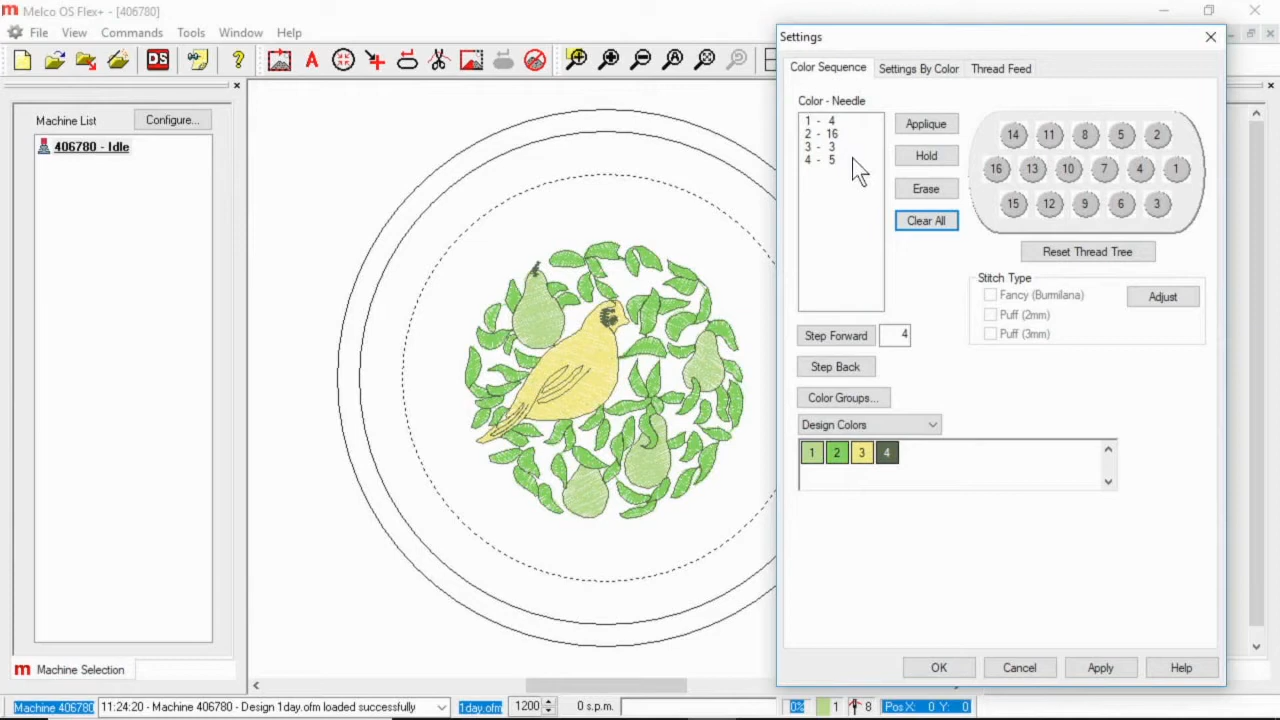 Melco OS Flex+ - [406780]
File View Commands Tools Window Help
DS
A
?
Machine List
Configure...
406780 - Idle
Machine Selection
Settings
Color Sequence
Settings By Color
Thread Feed
Color - Needle
1 - 4
2 - 16
3 - 3
4 - 5
Applique
Hold
Erase
Clear All
14 11 8 5 2
16 13 10 7 4 1
15 12 9 6 3
Reset Thread Tree
Stitch Type
Fancy (Burmilana)
Puff (2mm)
Puff (3mm)
Adjust
Step Forward
4
Step Back
Color Groups...
Design Colors
1 2 3 4
OK
Cancel
Apply
Help
Machine 406780
11:24:20 - Machine 406780 - Design 1day.ofm loaded successfully
1day.ofm
1200
0 s.p.m.
0%
1
8
Pos X: 0 Y: 0